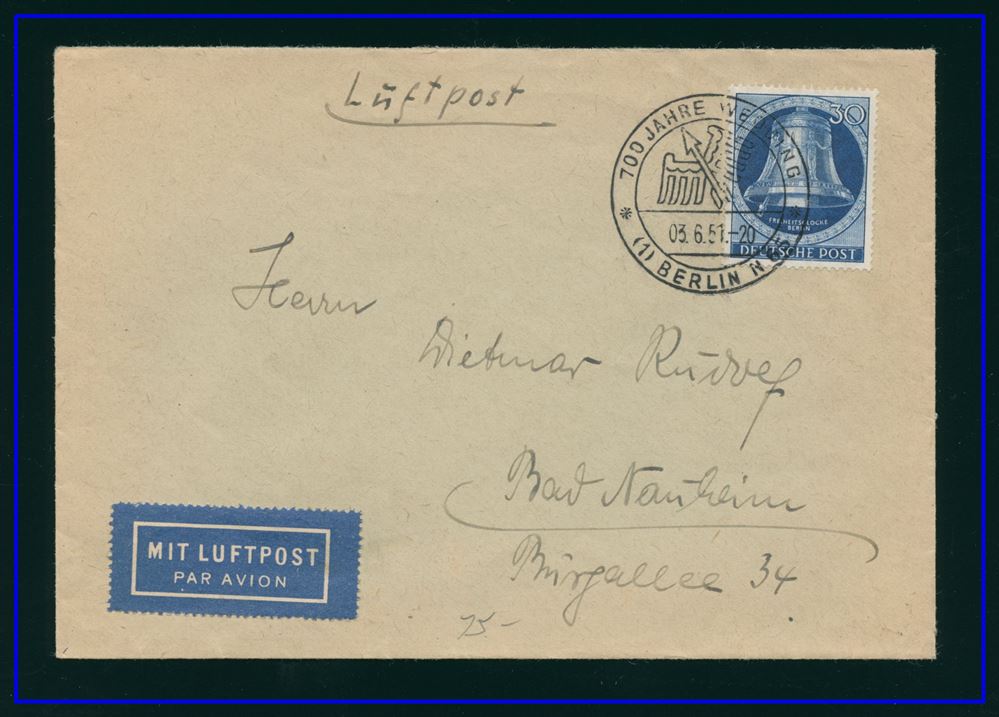 Luftpost
700 JAHRE WEDDING
03.6.51.-20
(1) BERLIN N
30
FREIHEITSGLOCKE
BERLIN
DEUTSCHE POST
Herrn
Dietmar Rudolf
Bad Nauheim
Burgallee 34
MIT LUFTPOST
PAR AVION
75-